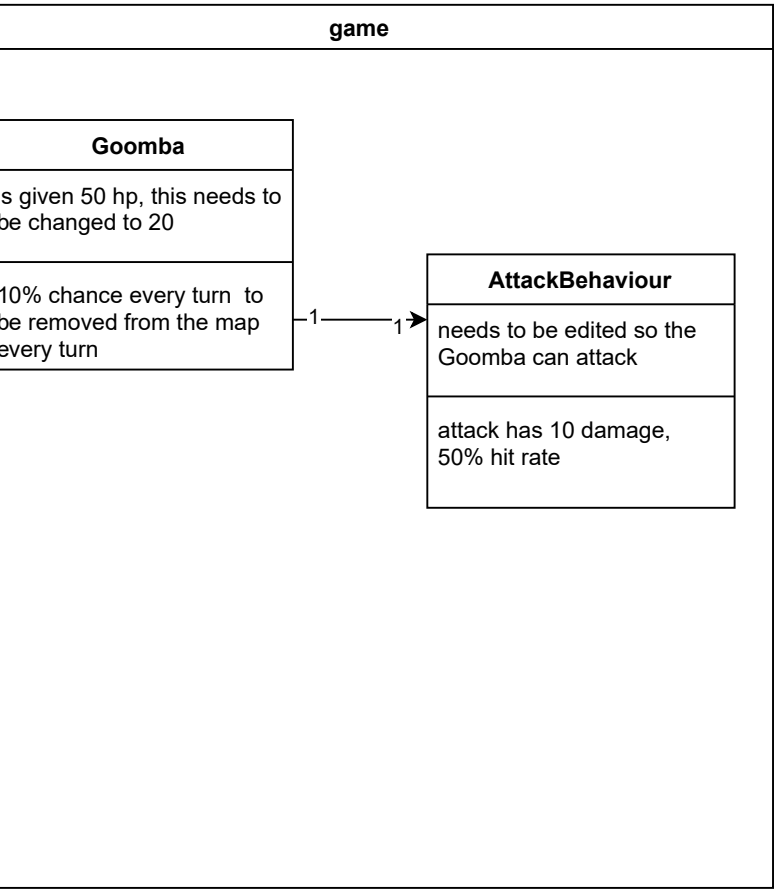 game
Goomba
s given 50 hp, this needs to
be changed to 20
10% chance every turn  to
be removed from the map
every turn
1
1
AttackBehaviour
needs to be edited so the
Goomba can attack
attack has 10 damage,
50% hit rate